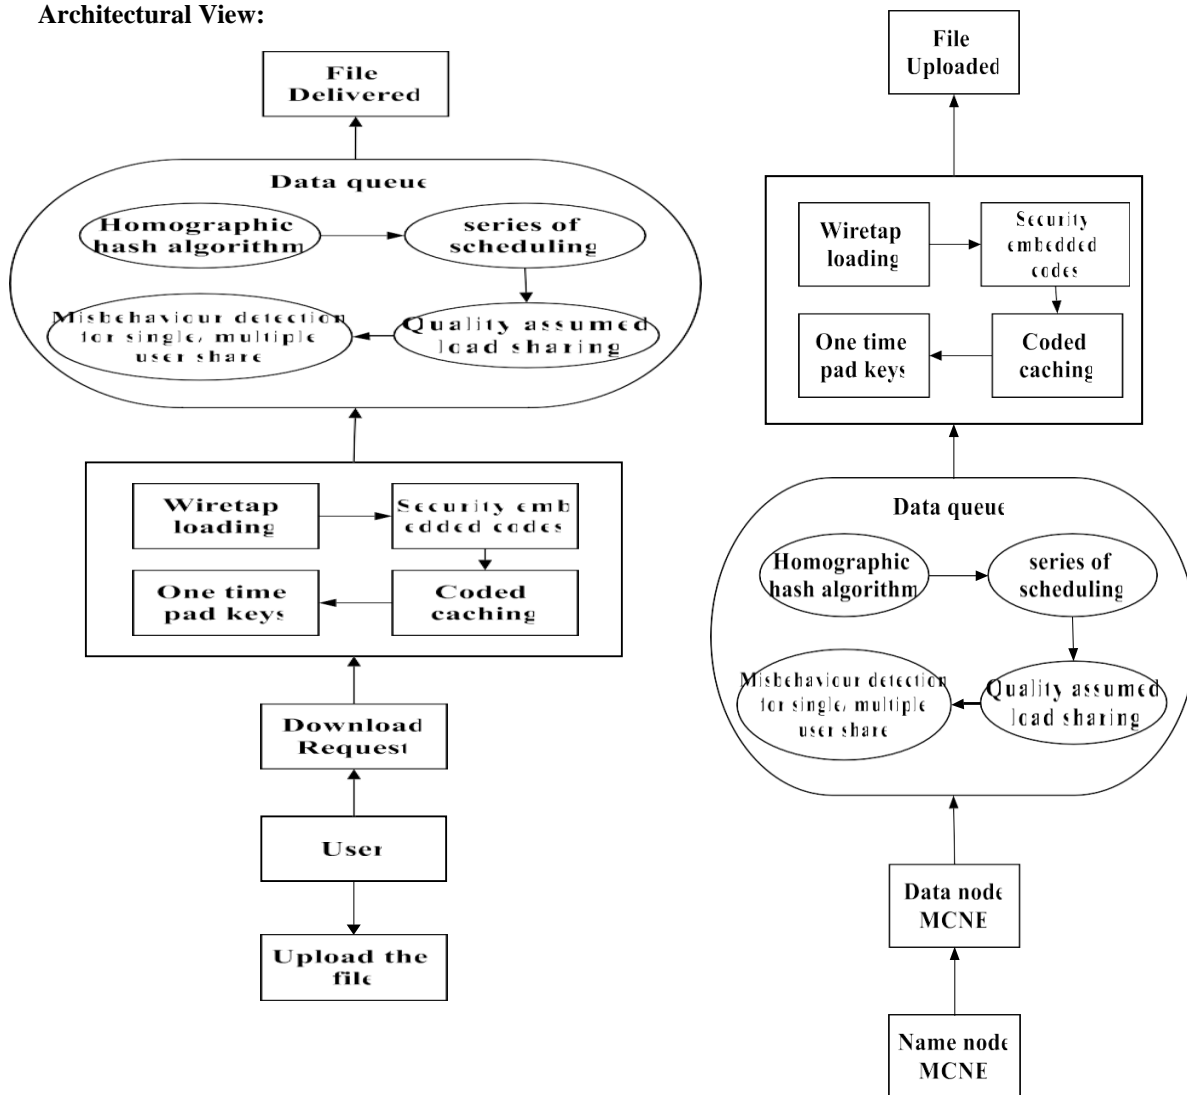 Architectural View:
File
Delivered
Data queue
Homographic
hash algorithm
series of
scheduling
Misbehaviour detection
for single/ multiple
user share
Quality assumed
load sharing
Wiretap
loading
Security emb
edded codes
One time
pad keys
Coded
caching
Download
Request
User
Upload the
file
File
Uploaded
Wiretap
loading
Security
embedded
codes
One time
pad keys
Coded
caching
Data queue
Homographic
hash algorithm
series of
scheduling
Misbehaviour detection
for single/ multiple
user share
Quality assumed
load sharing
Data node
MCNE
Name node
MCNE